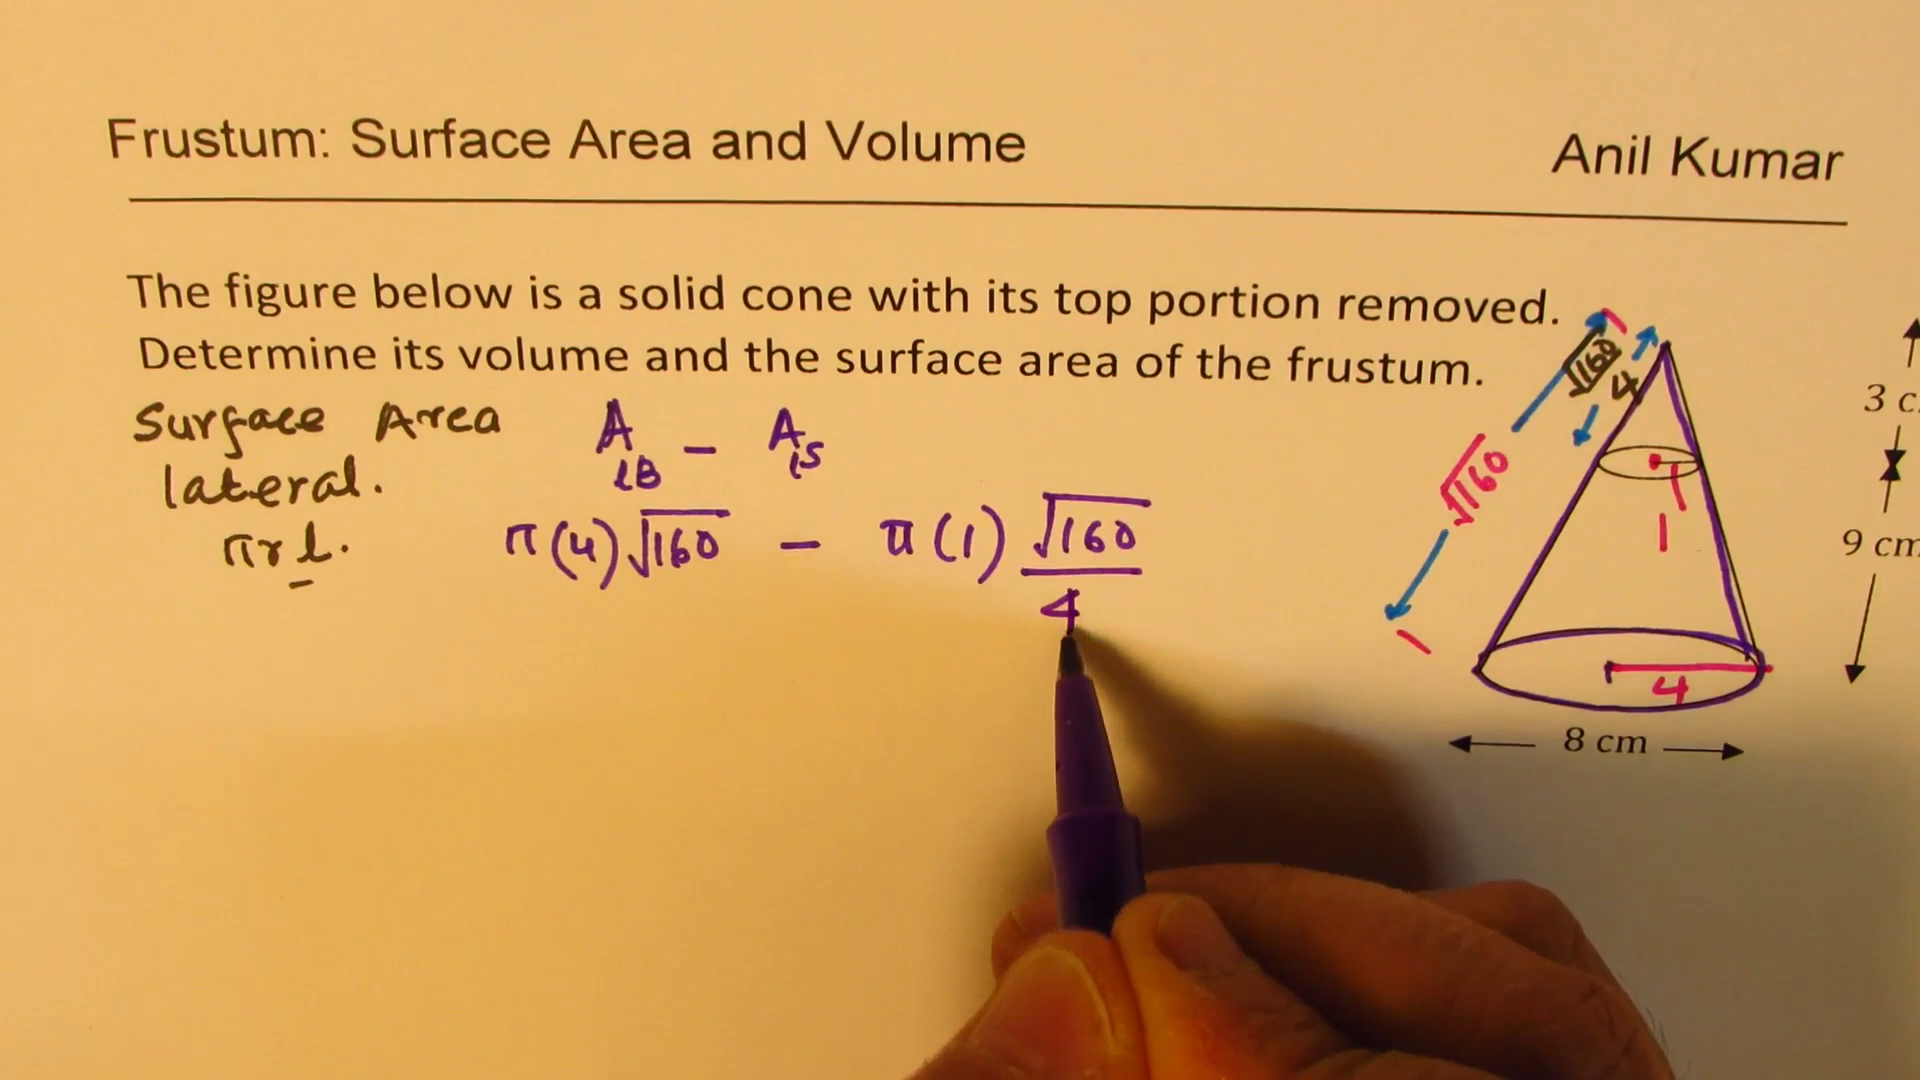 Frustum: Surface Area and Volume
Anil Kumar
The figure below is a solid cone with its top portion removed.
Determine its volume and the surface area of the frustum.
Surface Area
lateral.
πrl.
A lB − A lS
π(4)√160 − π(1) √160/4
√160/4
√160
3 c
1
9 cm
4
8 cm